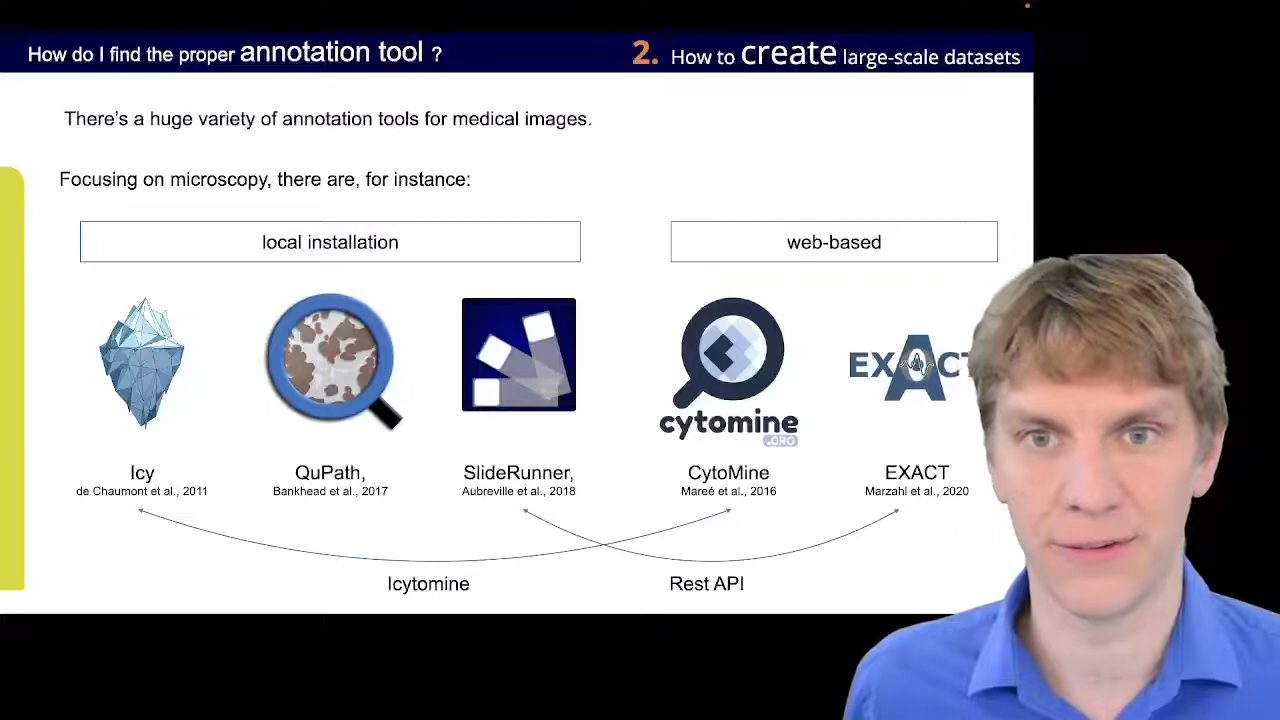 How do I find the proper annotation tool ?
2. How to create large-scale datasets
There's a huge variety of annotation tools for medical images.
Focusing on microscopy, there are, for instance:
local installation
web-based
cytomine
.ORG
EXACT
Icy
QuPath,
SlideRunner,
CytoMine
EXACT
de Chaumont et al., 2011
Bankhead et al., 2017
Aubreville et al., 2018
Mareé et al., 2016
Marzahl et al., 2020
Icytomine
Rest API